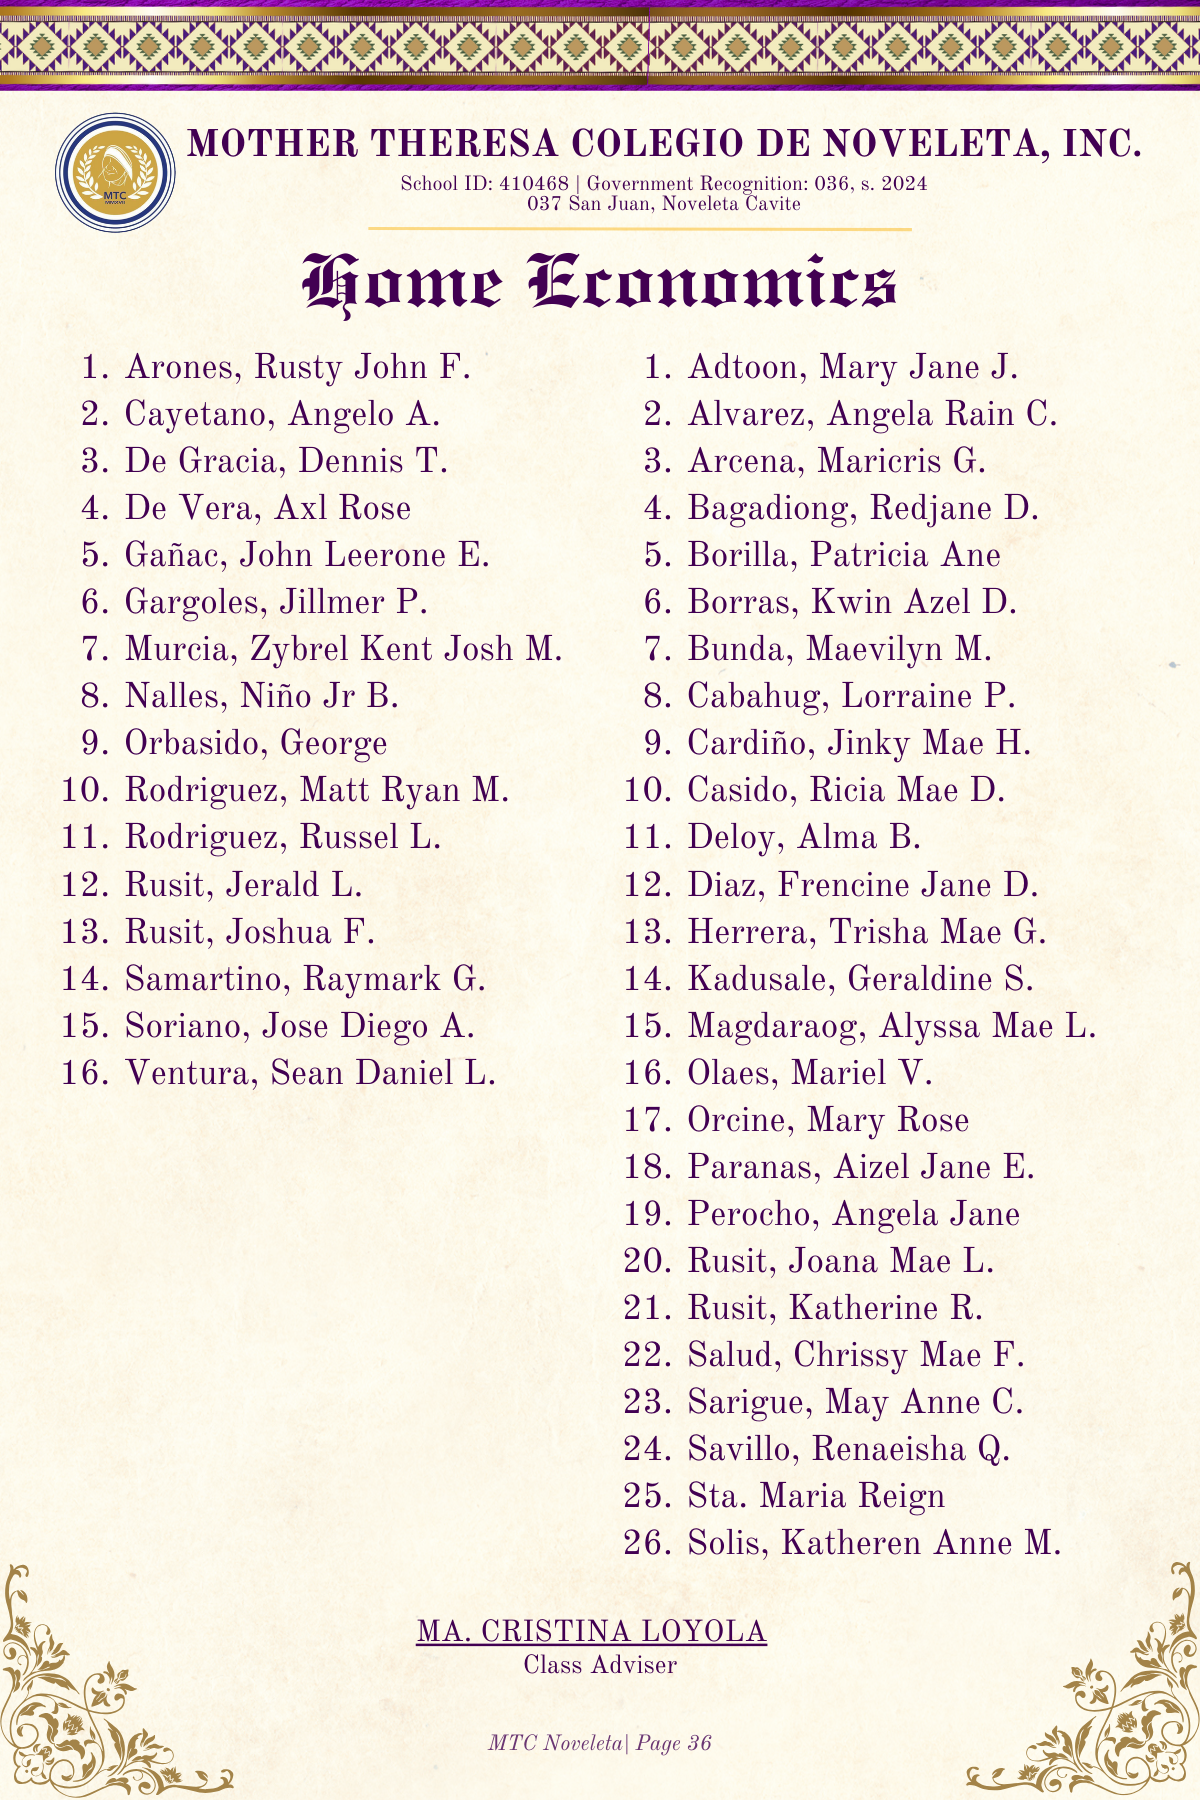 MOTHER THERESA COLEGIO DE NOVELETA, INC.
School ID: 410468 | Government Recognition: 036, s. 2024
037 San Juan, Noveleta Cavite
MTC
Home Economics
1. Arones, Rusty John F.
2. Cayetano, Angelo A.
3. De Gracia, Dennis T.
4. De Vera, Axl Rose
5. Gañac, John Leerone E.
6. Gargoles, Jillmer P.
7. Murcia, Zybrel Kent Josh M.
8. Nalles, Niño Jr B.
9. Orbasido, George
10. Rodriguez, Matt Ryan M.
11. Rodriguez, Russel L.
12. Rusit, Jerald L.
13. Rusit, Joshua F.
14. Samartino, Raymark G.
15. Soriano, Jose Diego A.
16. Ventura, Sean Daniel L.
1. Adtoon, Mary Jane J.
2. Alvarez, Angela Rain C.
3. Arcena, Maricris G.
4. Bagadiong, Redjane D.
5. Borilla, Patricia Ane
6. Borras, Kwin Azel D.
7. Bunda, Maevilyn M.
8. Cabahug, Lorraine P.
9. Cardiño, Jinky Mae H.
10. Casido, Ricia Mae D.
11. Deloy, Alma B.
12. Diaz, Frencine Jane D.
13. Herrera, Trisha Mae G.
14. Kadusale, Geraldine S.
15. Magdaraog, Alyssa Mae L.
16. Olaes, Mariel V.
17. Orcine, Mary Rose
18. Paranas, Aizel Jane E.
19. Perocho, Angela Jane
20. Rusit, Joana Mae L.
21. Rusit, Katherine R.
22. Salud, Chrissy Mae F.
23. Sarigue, May Anne C.
24. Savillo, Renaeisha Q.
25. Sta. Maria Reign
26. Solis, Katheren Anne M.
MA. CRISTINA LOYOLA
Class Adviser
MTC Noveleta| Page 36